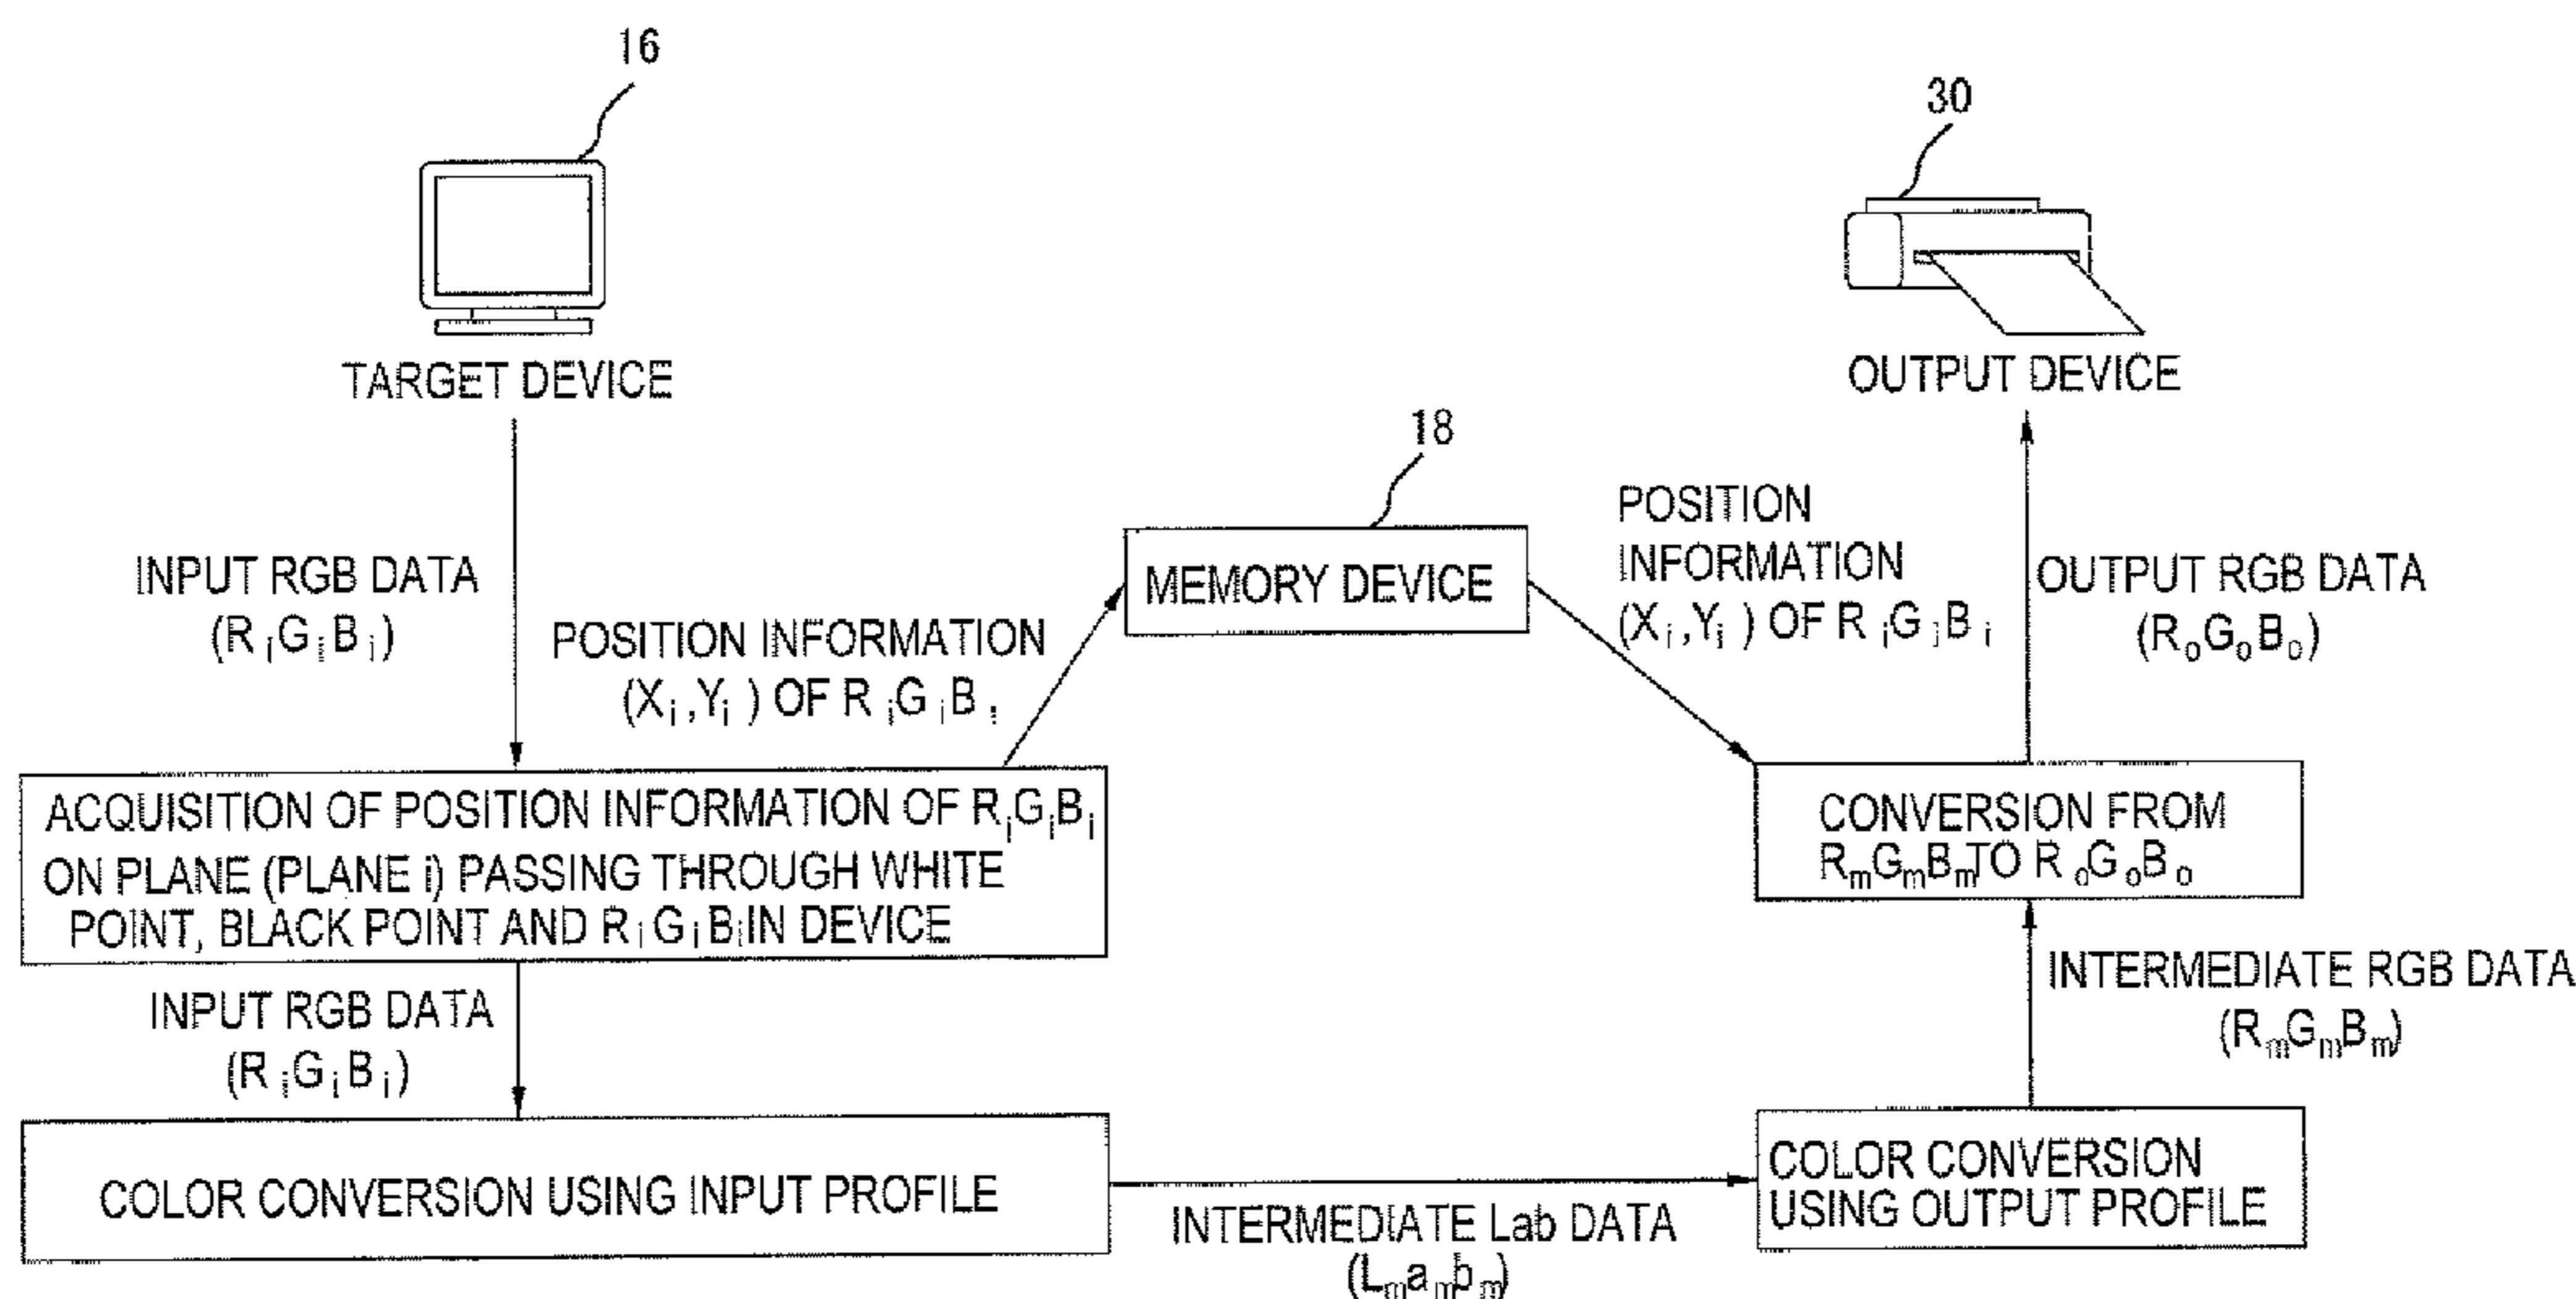 16
30
TARGET DEVICE
OUTPUT DEVICE
18
INPUT RGB DATA
(RᵢGᵢBᵢ)
POSITION INFORMATION
(Xᵢ,Yᵢ) OF RᵢGᵢBᵢ
MEMORY DEVICE
POSITION
INFORMATION
(Xᵢ,Yᵢ) OF RᵢGᵢBᵢ
OUTPUT RGB DATA
(RₒGₒBₒ)
ACQUISITION OF POSITION INFORMATION OF RᵢGᵢBᵢ
ON PLANE (PLANE i) PASSING THROUGH WHITE
POINT, BLACK POINT AND RᵢGᵢBᵢ IN DEVICE
CONVERSION FROM
RₘGₘBₘ TO RₒGₒBₒ
INPUT RGB DATA
(RᵢGᵢBᵢ)
INTERMEDIATE RGB DATA
(RₘGₘBₘ)
COLOR CONVERSION USING INPUT PROFILE
INTERMEDIATE Lab DATA
(Lₘaₘbₘ)
COLOR CONVERSION
USING OUTPUT PROFILE